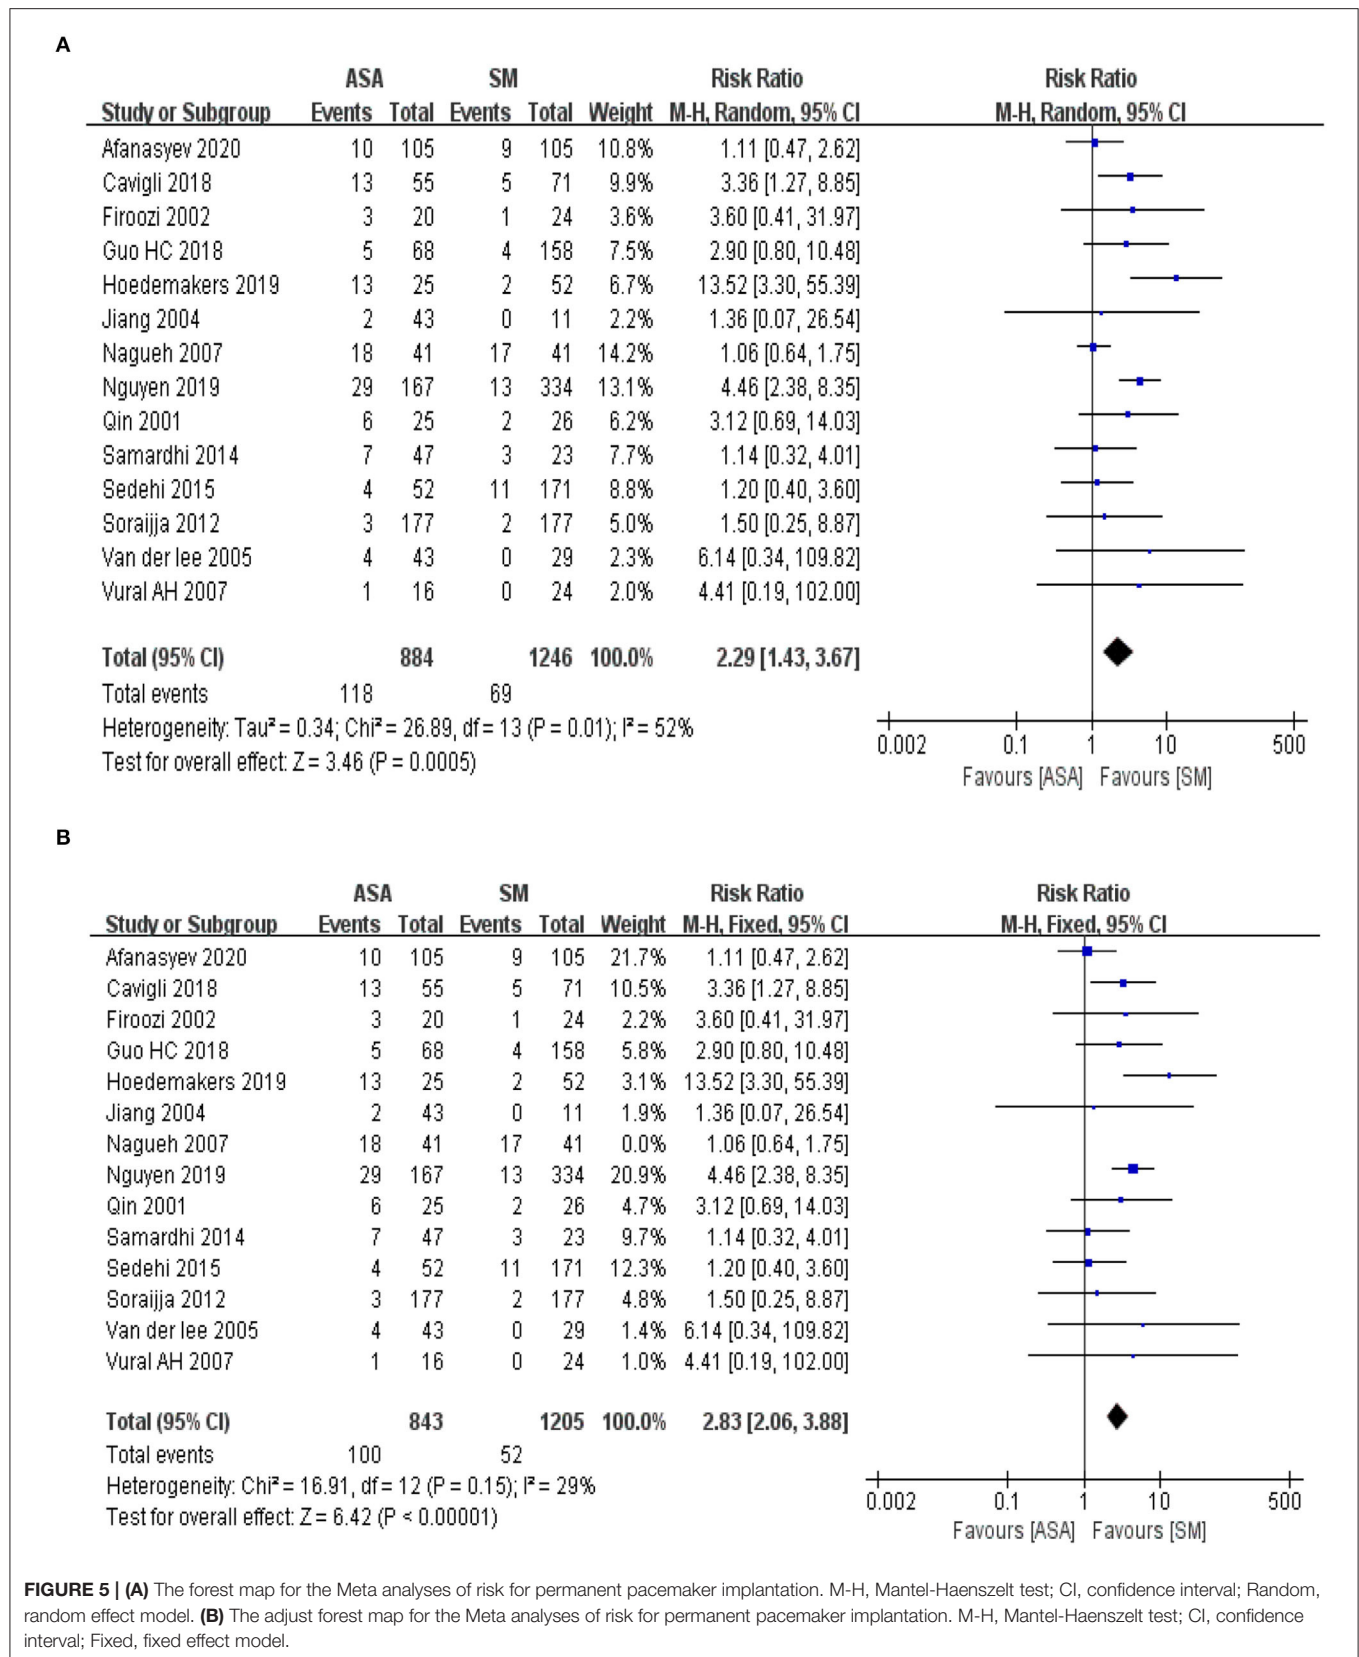 A
ASA SM Risk Ratio Risk Ratio
Study or Subgroup Events Total Events Total Weight M-H, Random, 95% CI M-H, Random, 95% CI
Afanasyev 2020 10 105 9 105 10.8% 1.11 [0.47, 2.62]
Cavigli 2018 13 55 5 71 9.9% 3.36 [1.27, 8.85]
Firoozi 2002 3 20 1 24 3.6% 3.60 [0.41, 31.97]
Guo HC 2018 5 68 4 158 7.5% 2.90 [0.80, 10.48]
Hoedemakers 2019 13 25 2 52 6.7% 13.52 [3.30, 55.39]
Jiang 2004 2 43 0 11 2.2% 1.36 [0.07, 26.54]
Nagueh 2007 18 41 17 41 14.2% 1.06 [0.64, 1.75]
Nguyen 2019 29 167 13 334 13.1% 4.46 [2.38, 8.35]
Qin 2001 6 25 2 26 6.2% 3.12 [0.69, 14.03]
Samardhi 2014 7 47 3 23 7.7% 1.14 [0.32, 4.01]
Sedehi 2015 4 52 11 171 8.8% 1.20 [0.40, 3.60]
Soraijja 2012 3 177 2 177 5.0% 1.50 [0.25, 8.87]
Van der lee 2005 4 43 0 29 2.3% 6.14 [0.34, 109.82]
Vural AH 2007 1 16 0 24 2.0% 4.41 [0.19, 102.00]
Total (95% CI) 884 1246 100.0% 2.29 [1.43, 3.67]
Total events 118 69
Heterogeneity: Tau² = 0.34; Chi² = 26.89, df = 13 (P = 0.01); I² = 52%
Test for overall effect: Z = 3.46 (P = 0.0005)
0.002 0.1 1 10 500
Favours [ASA] Favours [SM]
B
ASA SM Risk Ratio Risk Ratio
Study or Subgroup Events Total Events Total Weight M-H, Fixed, 95% CI M-H, Fixed, 95% CI
Afanasyev 2020 10 105 9 105 21.7% 1.11 [0.47, 2.62]
Cavigli 2018 13 55 5 71 10.5% 3.36 [1.27, 8.85]
Firoozi 2002 3 20 1 24 2.2% 3.60 [0.41, 31.97]
Guo HC 2018 5 68 4 158 5.8% 2.90 [0.80, 10.48]
Hoedemakers 2019 13 25 2 52 3.1% 13.52 [3.30, 55.39]
Jiang 2004 2 43 0 11 1.9% 1.36 [0.07, 26.54]
Nagueh 2007 18 41 17 41 0.0% 1.06 [0.64, 1.75]
Nguyen 2019 29 167 13 334 20.9% 4.46 [2.38, 8.35]
Qin 2001 6 25 2 26 4.7% 3.12 [0.69, 14.03]
Samardhi 2014 7 47 3 23 9.7% 1.14 [0.32, 4.01]
Sedehi 2015 4 52 11 171 12.3% 1.20 [0.40, 3.60]
Soraijja 2012 3 177 2 177 4.8% 1.50 [0.25, 8.87]
Van der lee 2005 4 43 0 29 1.4% 6.14 [0.34, 109.82]
Vural AH 2007 1 16 0 24 1.0% 4.41 [0.19, 102.00]
Total (95% CI) 843 1205 100.0% 2.83 [2.06, 3.88]
Total events 100 52
Heterogeneity: Chi² = 16.91, df = 12 (P = 0.15); I² = 29%
Test for overall effect: Z = 6.42 (P < 0.00001)
0.002 0.1 1 10 500
Favours [ASA] Favours [SM]
FIGURE 5 | (A) The forest map for the Meta analyses of risk for permanent pacemaker implantation. M-H, Mantel-Haenszelt test; CI, confidence interval; Random,
random effect model. (B) The adjust forest map for the Meta analyses of risk for permanent pacemaker implantation. M-H, Mantel-Haenszelt test; CI, confidence
interval; Fixed, fixed effect model.